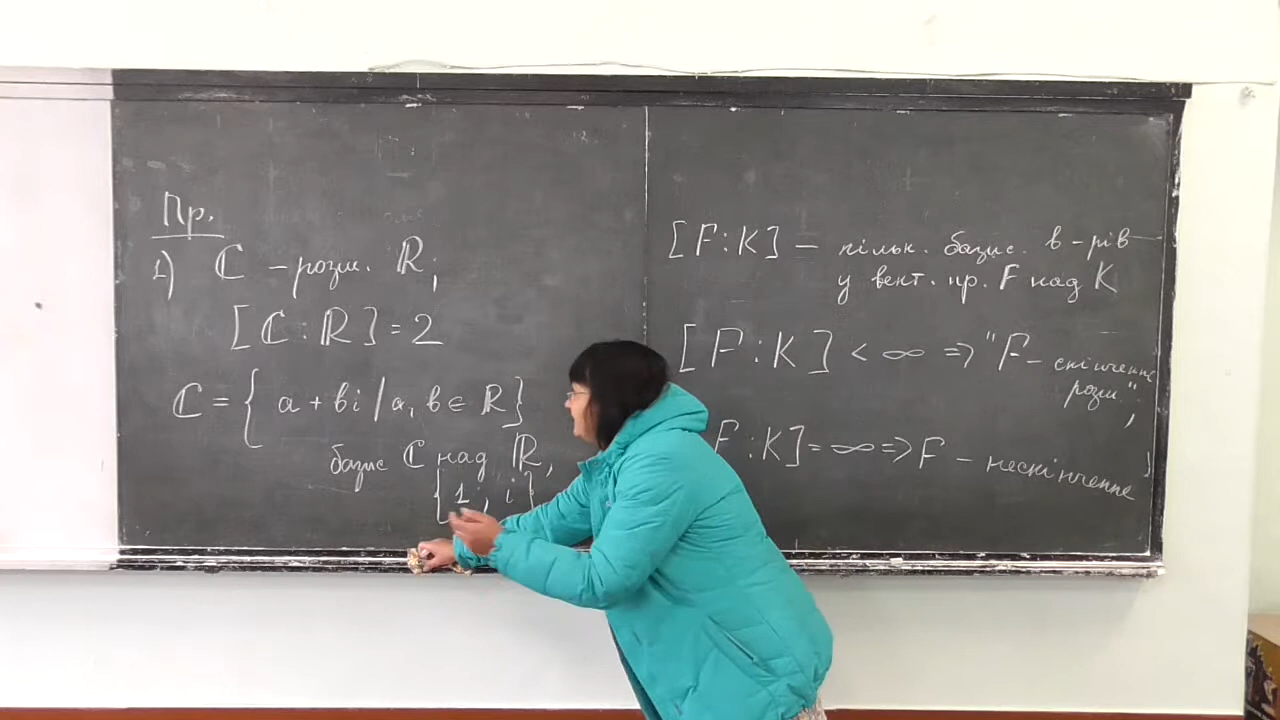 Пр.
1) ℂ – розш. ℝ;
[ℂ : ℝ] = 2
ℂ = { a + bi / a, b ∈ ℝ}
базис ℂ над ℝ,
{1, i}
[F : K] – кільк. базис. в-рів
у вект. пр. F над K
[F : K] < ∞ => "F – скінченне
розш.",
F : K] = ∞ => F – нескінченне